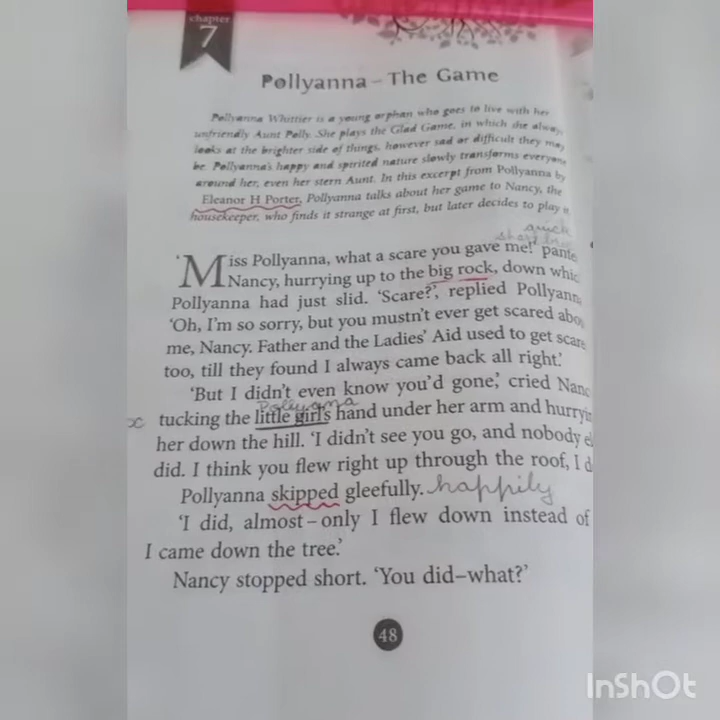 chapter
7
Pollyanna – The Game
Pollyanna Whittier is a young orphan who goes to live with her
unfriendly Aunt Polly. She plays the Glad Game, in which she alway
looks at the brighter side of things, however sad or difficult they may
be. Pollyanna's happy and spirited nature slowly transforms everyone
around her, even her stern Aunt. In this excerpt from Pollyanna by
Eleanor H Porter, Pollyanna talks about her game to Nancy, the
housekeeper, who finds it strange at first, but later decides to play
quick
short
'Miss Pollyanna, what a scare you gave me!' pante
Nancy, hurrying up to the big rock, down whic
Pollyanna had just slid. 'Scare?', replied Pollyann
'Oh, I'm so sorry, but you mustn't ever get scared abo
me, Nancy. Father and the Ladies' Aid used to get scare
too, till they found I always came back all right.'
'But I didn't even know you'd gone,' cried Nanc
Pollyana
tucking the little girl's hand under her arm and hurryin
her down the hill. 'I didn't see you go, and nobody el
did. I think you flew right up through the roof, I d
Pollyanna skipped gleefully. happily
'I did, almost – only I flew down instead of
I came down the tree.'
Nancy stopped short. 'You did–what?'
48
InShOt